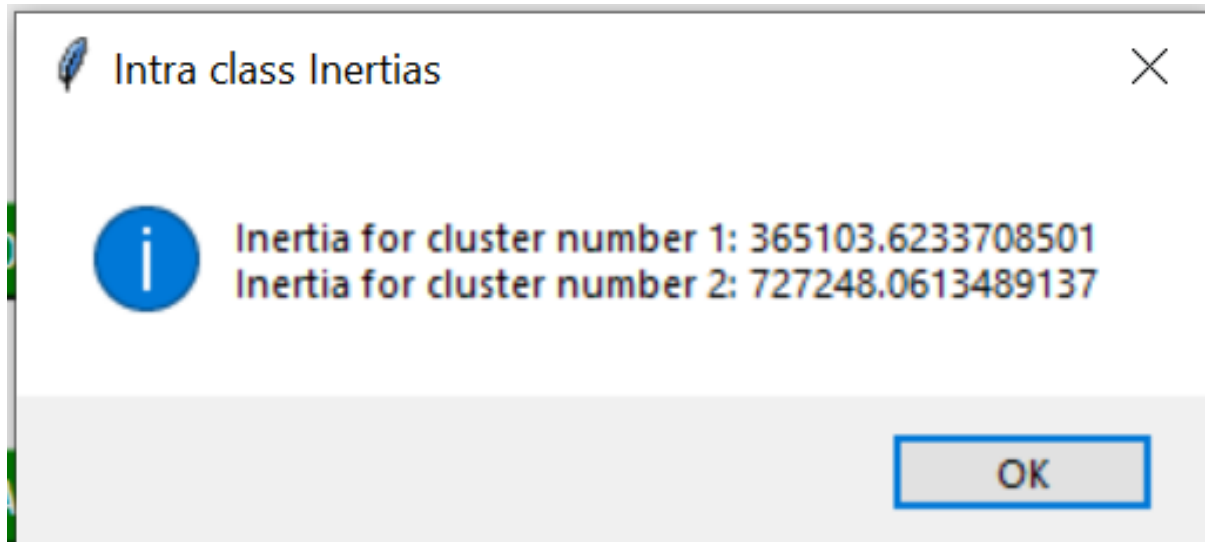 Intra class Inertias
Inertia for cluster number 1: 365103.6233708501
Inertia for cluster number 2: 727248.0613489137
OK